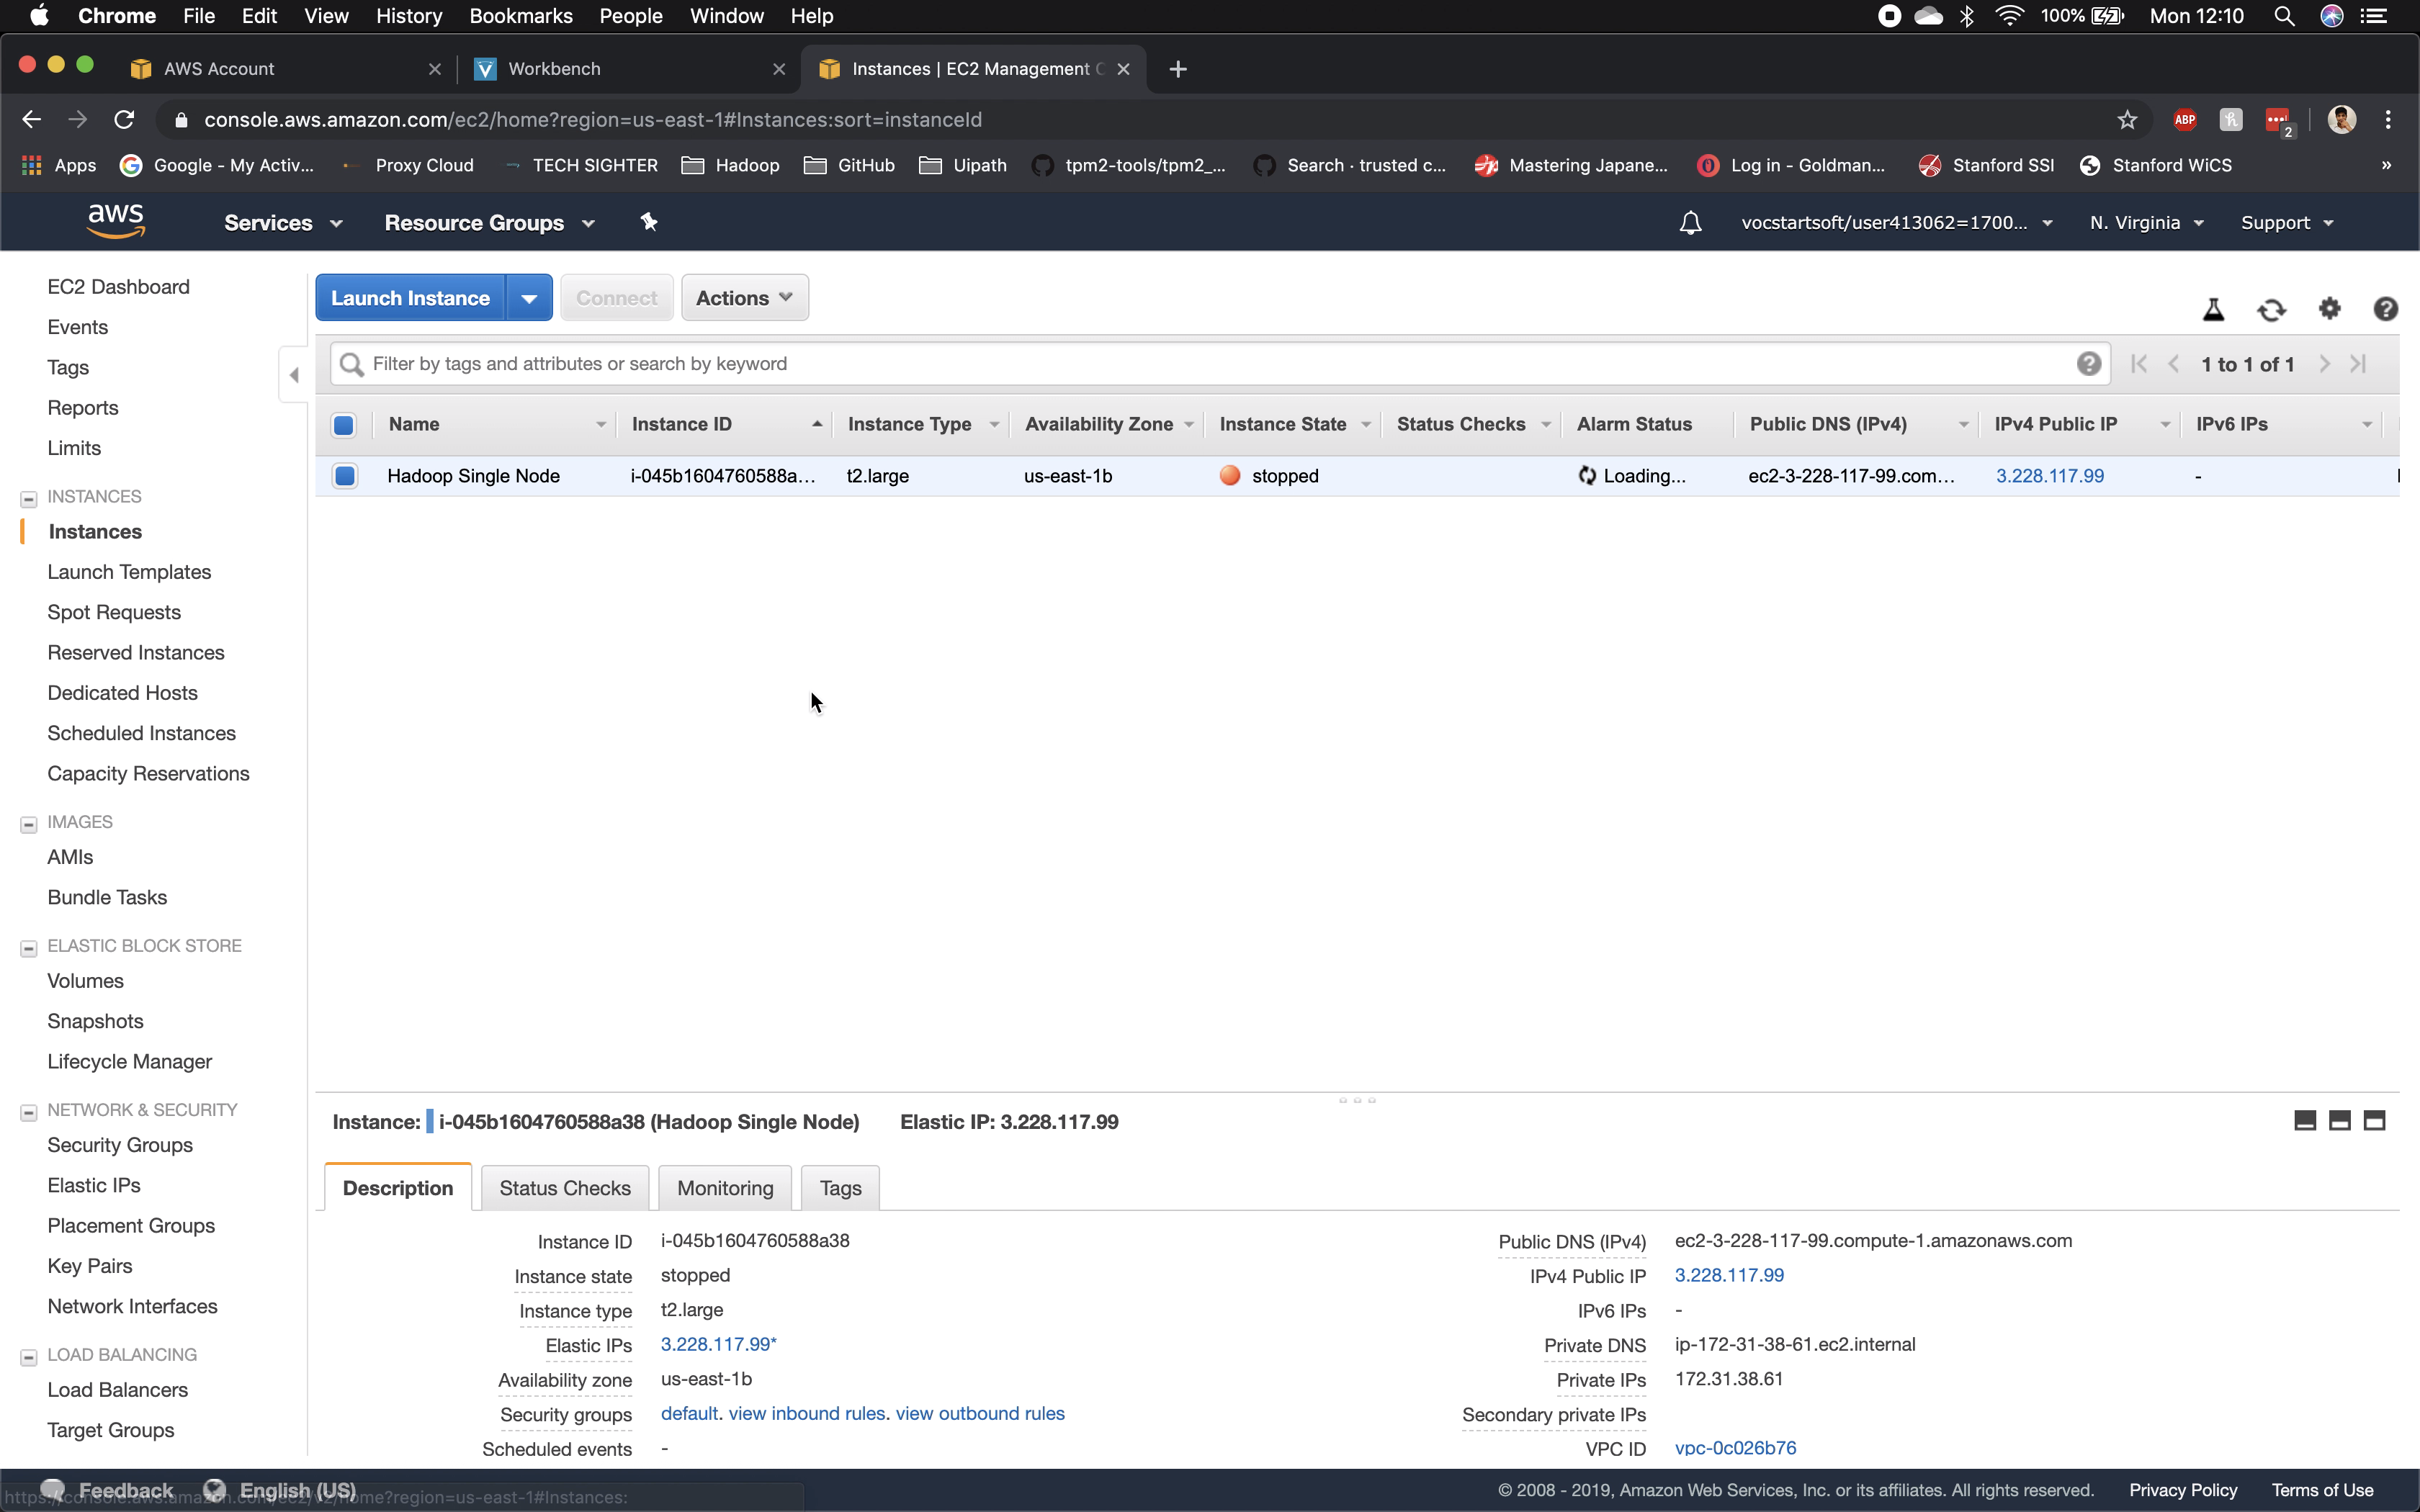 Chrome File Edit View History Bookmarks People Window Help 100% Mon 12:10
AWS Account Workbench Instances | EC2 Management
console.aws.amazon.com/ec2/home?region=us-east-1#Instances:sort=instanceId ABP 2
Apps Google - My Activ... Proxy Cloud TECH SIGHTER Hadoop GitHub Uipath tpm2-tools/tpm2_... Search · trusted c... Mastering Japane... Log in - Goldman... Stanford SSI Stanford WiCS »
aws Services Resource Groups vocstartsoft/user413062=1700... N. Virginia Support
EC2 Dashboard
Events
Tags
Reports
Limits
INSTANCES
Instances
Launch Templates
Spot Requests
Reserved Instances
Dedicated Hosts
Scheduled Instances
Capacity Reservations
IMAGES
AMIs
Bundle Tasks
ELASTIC BLOCK STORE
Volumes
Snapshots
Lifecycle Manager
NETWORK & SECURITY
Security Groups
Elastic IPs
Placement Groups
Key Pairs
Network Interfaces
LOAD BALANCING
Load Balancers
Target Groups
Launch Instance Connect Actions
Filter by tags and attributes or search by keyword 1 to 1 of 1
Name Instance ID Instance Type Availability Zone Instance State Status Checks Alarm Status Public DNS (IPv4) IPv4 Public IP IPv6 IPs
Hadoop Single Node i-045b1604760588a... t2.large us-east-1b stopped Loading... ec2-3-228-117-99.com... 3.228.117.99 -
Instance: i-045b1604760588a38 (Hadoop Single Node) Elastic IP: 3.228.117.99
Description Status Checks Monitoring Tags
Instance ID i-045b1604760588a38 Public DNS (IPv4) ec2-3-228-117-99.compute-1.amazonaws.com
Instance state stopped IPv4 Public IP 3.228.117.99
Instance type t2.large IPv6 IPs -
Elastic IPs 3.228.117.99* Private DNS ip-172-31-38-61.ec2.internal
Availability zone us-east-1b Private IPs 172.31.38.61
Security groups default. view inbound rules. view outbound rules Secondary private IPs
Scheduled events - VPC ID vpc-0c026b76
Feedback English (US) © 2008 - 2019, Amazon Web Services, Inc. or its affiliates. All rights reserved. Privacy Policy Terms of Use
https://console.aws.amazon.com/ec2/v2/home?region=us-east-1#Instances: